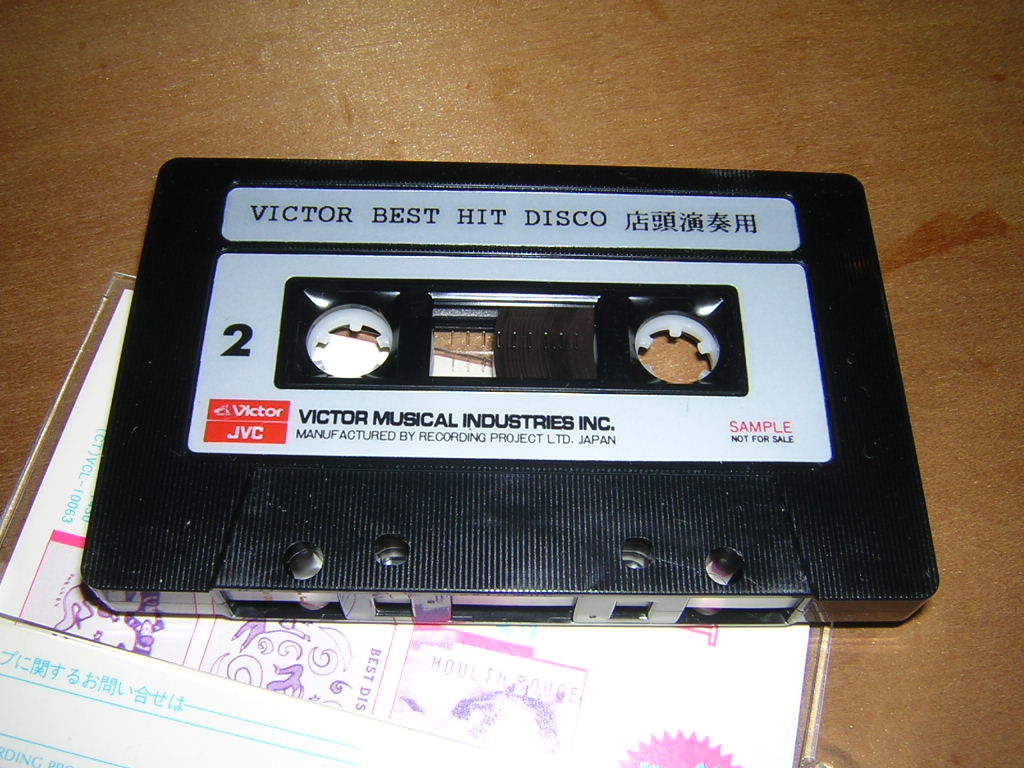 VICTOR BEST HIT DISCO 店頭演奏用
2
Victor
JVC
VICTOR MUSICAL INDUSTRIES INC.
MANUFACTURED BY RECORDING PROJECT LTD. JAPAN
SAMPLE
NOT FOR SALE
VCL-10063
BEST DIS
MOULIN ROUGE
プに関するお問い合せは